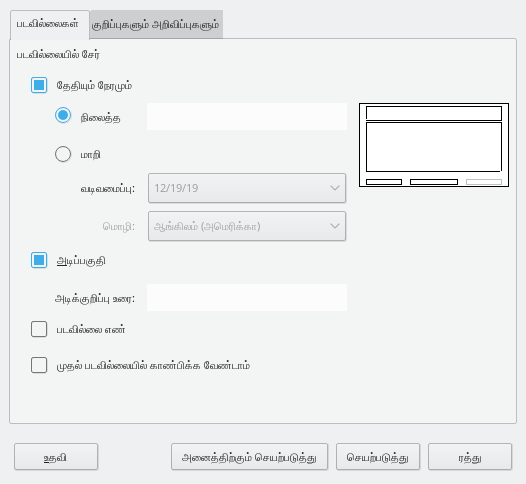 படவில்லைகள்
குறிப்புகளும் அறிவிப்புகளும்
படவில்லையில் சேர்
தேதியும் நேரமும்
நிலைத்த
மாறி
வடிவமைப்பு:
12/19/19
மொழி:
ஆங்கிலம் (அமெரிக்கா)
அடிப்பகுதி
அடிக்குறிப்பு உரை:
படவில்லை எண்
முதல் படவில்லையில் காண்பிக்க வேண்டாம்
உதவி
அனைத்திற்கும் செயற்படுத்து
செயற்படுத்து
ரத்து